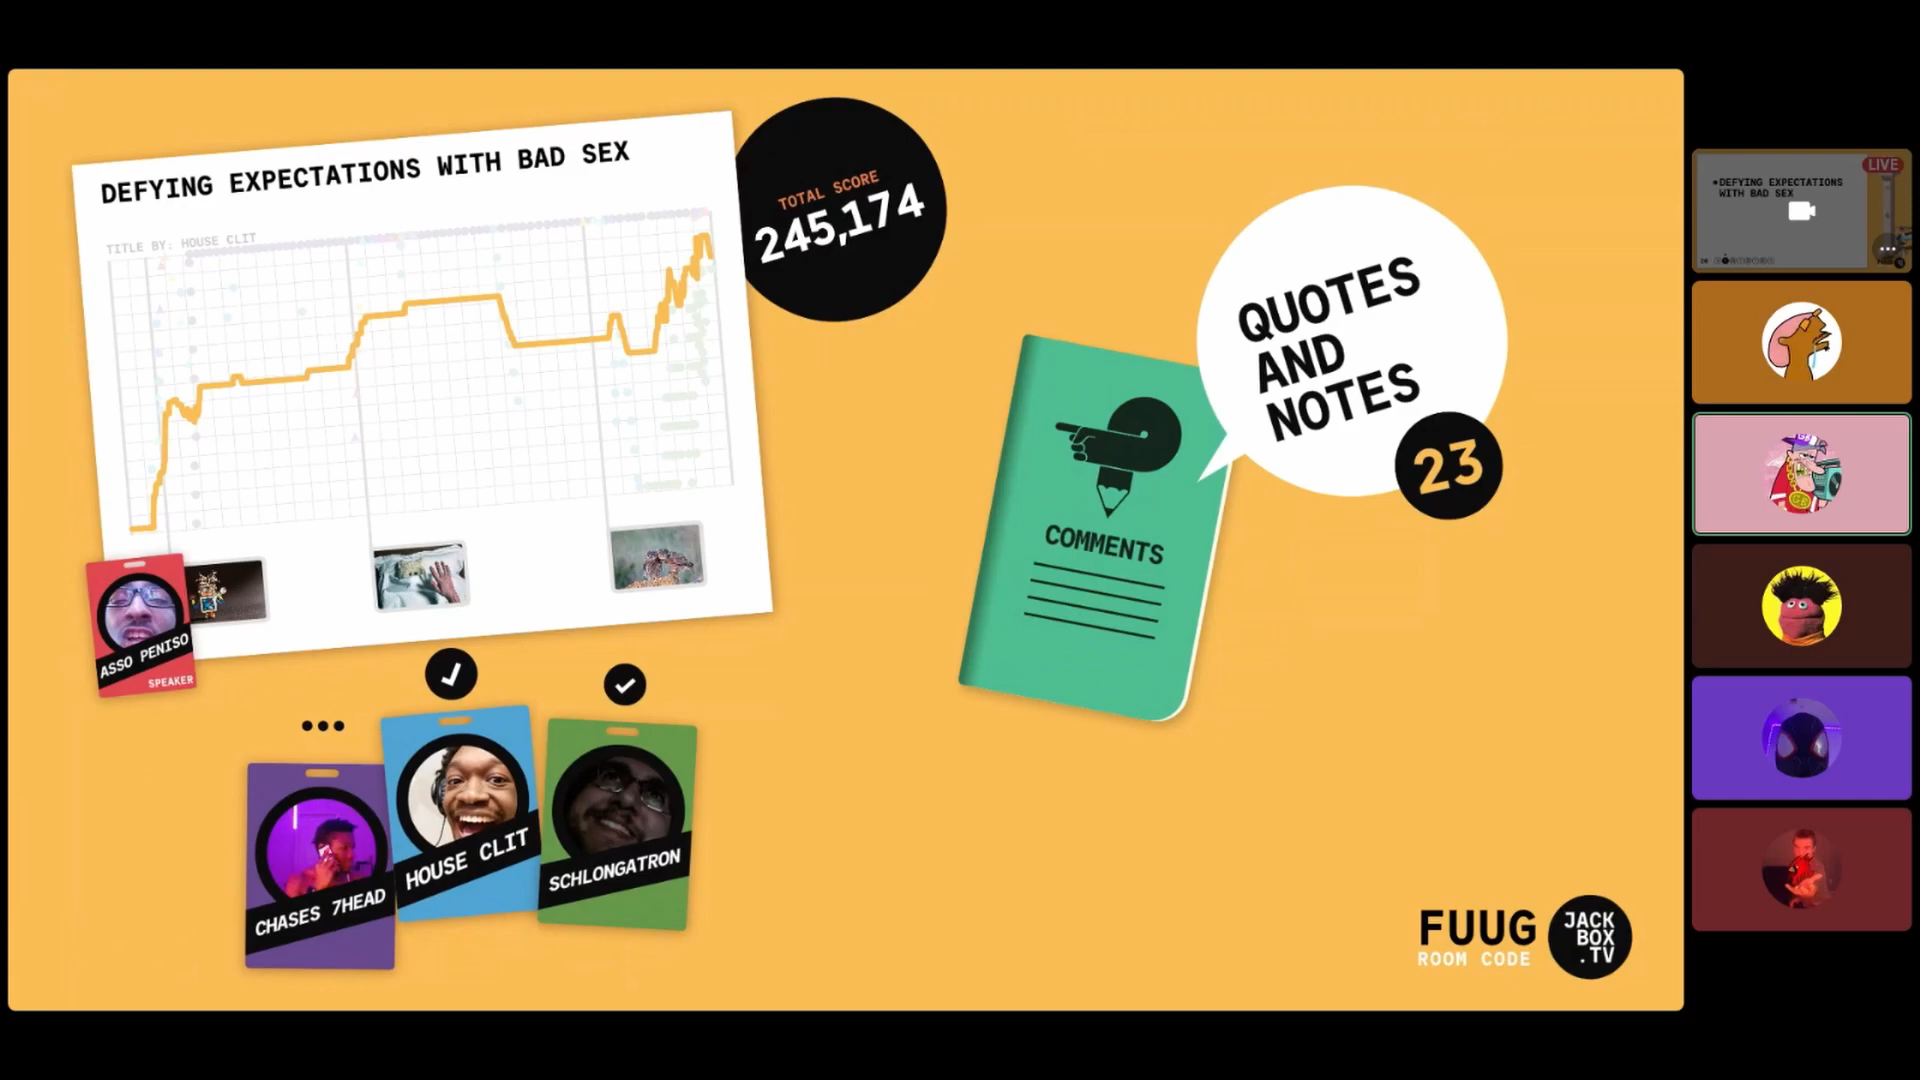 DEFYING EXPECTATIONS WITH BAD SEX
TITLE BY: HOUSE CLIT
TOTAL SCORE
245,174
QUOTES
AND
NOTES
23
COMMENTS
ASSO PENISO
SPEAKER
CHASES 7HEAD
HOUSE CLIT
SCHLONGATRON
FUUG
ROOM CODE
JACK
BOX
.TV
LIVE
•DEFYING EXPECTATIONS
WITH BAD SEX